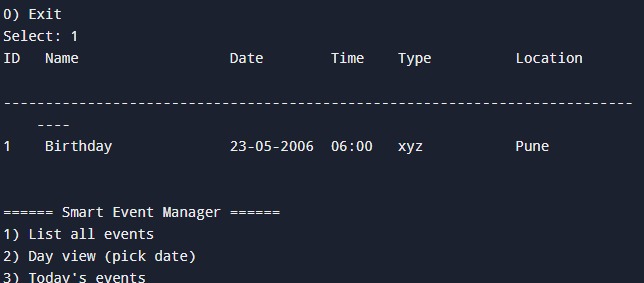 0) Exit
Select: 1
ID   Name                  Date        Time    Type          Location
---------------------------------------------------------------------------
    ----
1    Birthday              23-05-2006  06:00   xyz           Pune
====== Smart Event Manager ======
1) List all events
2) Day view (pick date)
3) Today's events